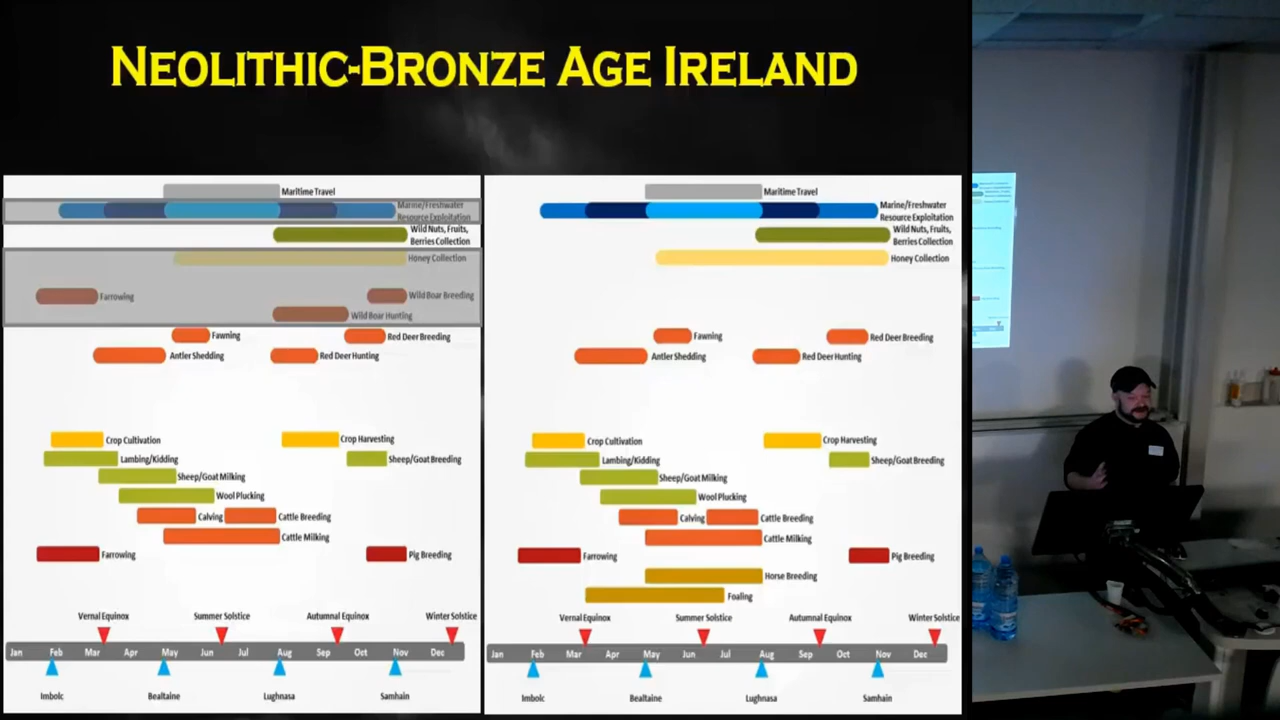 NEOLITHIC-BRONZE AGE IRELAND
Maritime Travel
Marine/Freshwater
Resource Exploitation
Wild Nuts, Fruits,
Berries Collection
Honey Collection
Farrowing
Wild Boar Breeding
Wild Boar Hunting
Fawning
Red Deer Breeding
Antler Shedding
Red Deer Hunting
Crop Cultivation
Crop Harvesting
Lambing/Kidding
Sheep/Goat Breeding
Sheep/Goat Milking
Wool Plucking
Calving
Cattle Breeding
Cattle Milking
Farrowing
Pig Breeding
Vernal Equinox
Summer Solstice
Autumnal Equinox
Winter Solstice
Jan Feb Mar Apr May Jun Jul Aug Sep Oct Nov Dec
Imbolc
Bealtaine
Lughnasa
Samhain
Maritime Travel
Marine/Freshwater
Resource Exploitation
Wild Nuts, Fruits,
Berries Collection
Honey Collection
Fawning
Red Deer Breeding
Antler Shedding
Red Deer Hunting
Crop Cultivation
Crop Harvesting
Lambing/Kidding
Sheep/Goat Breeding
Sheep/Goat Milking
Wool Plucking
Calving
Cattle Breeding
Cattle Milking
Farrowing
Pig Breeding
Horse Breeding
Foaling
Vernal Equinox
Summer Solstice
Autumnal Equinox
Winter Solstice
Jan Feb Mar Apr May Jun Jul Aug Sep Oct Nov Dec
Imbolc
Bealtaine
Lughnasa
Samhain